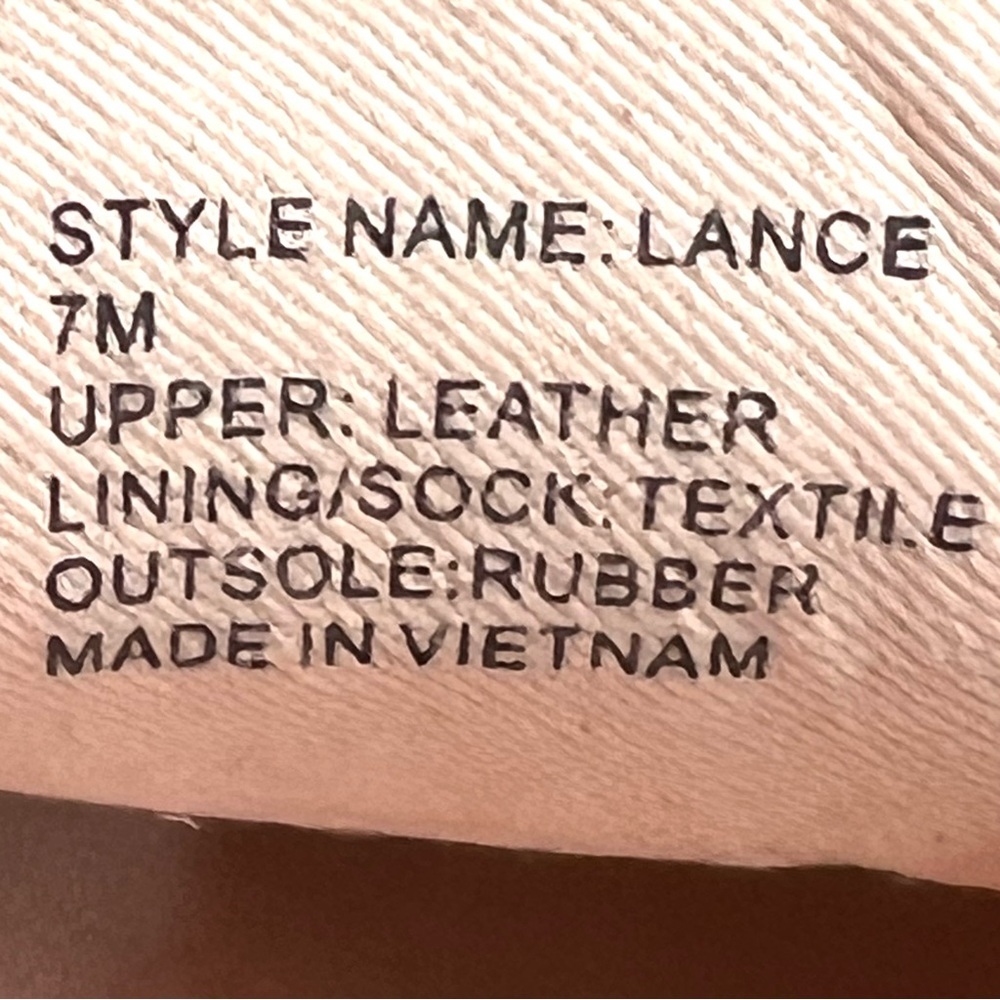 STYLE NAME: LANCE
7M
UPPER: LEATHER
LINING/SOCK: TEXTILE
OUTSOLE:RUBBER
MADE IN VIETNAM